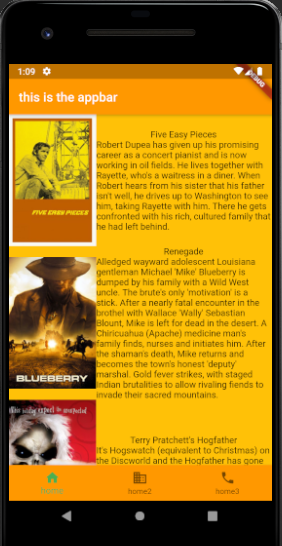 1:09
DEBUG
this is the appbar
Five Easy Pieces
Robert Dupea has given up his promising
career as a concert pianist and is now
working in oil fields. He lives together with
Rayette, who's a waitress in a diner. When
Robert hears from his sister that his father
isn't well, he drives up to Washington to see
him, taking Rayette with him. There he gets
confronted with his rich, cultured family that
he had left behind.
FIVE EASY PIECES
Renegade
Alledged wayward adolescent Louisiana
gentleman Michael 'Mike' Blueberry is
dumped by his family with a Wild West
uncle. The brute's only 'motivation' is a
stick. After a nearly fatal encounter in the
brothel with Wallace 'Wally' Sebastian
Blount, Mike is left for dead in the desert. A
Chiricuahua (Apache) medicine man's
family finds, nurses and initiates him. After
the shaman's death, Mike returns and
becomes the town's honest 'deputy'
marshal. Gold fever strikes, with staged
Indian brutalities to allow rivaling fiends to
invade their sacred mountains.
BLUEBERRY
Terry Pratchett's Hogfather
It's Hogswatch (equivalent to Christmas) on
the Discworld and the Hogfather has gone
home2
home3